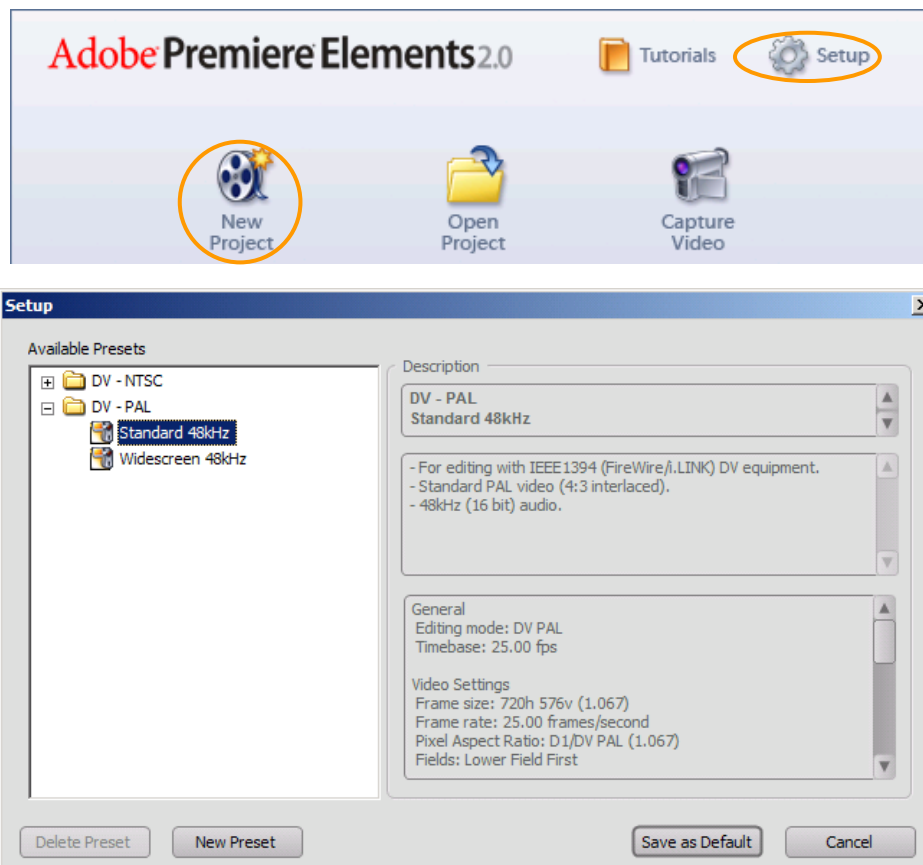 Adobe Premiere Elements 2.0
Tutorials
Setup
New
Project
Open
Project
Capture
Video
Setup
Available Presets
DV - NTSC
DV - PAL
Standard 48kHz
Widescreen 48kHz
Description
DV - PAL
Standard 48kHz
- For editing with IEEE1394 (FireWire/i.LINK) DV equipment.
- Standard PAL video (4:3 interlaced).
- 48kHz (16 bit) audio.
General
Editing mode: DV PAL
Timebase: 25.00 fps
Video Settings
Frame size: 720h 576v (1.067)
Frame rate: 25.00 frames/second
Pixel Aspect Ratio: D1/DV PAL (1.067)
Fields: Lower Field First
Delete Preset
New Preset
Save as Default
Cancel